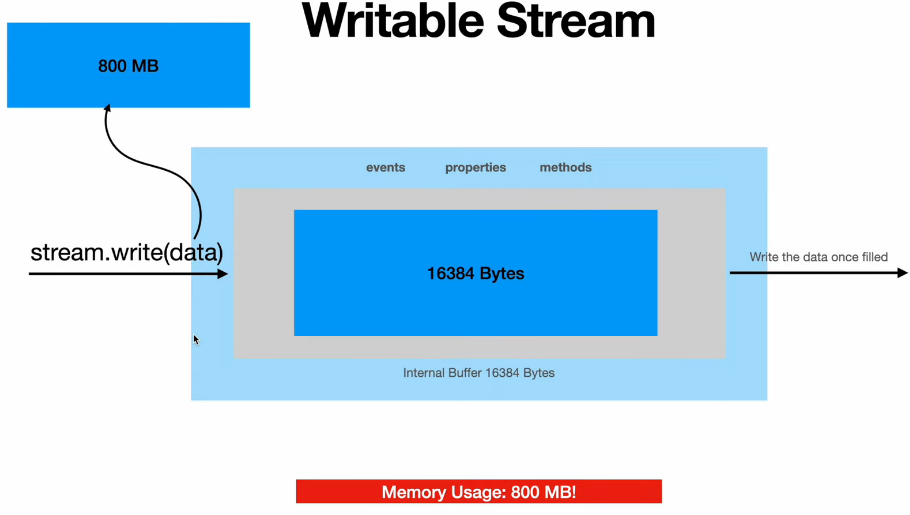 Writable Stream
800 MB
events properties methods
stream.write(data)
16384 Bytes
Write the data once filled
Internal Buffer 16384 Bytes
Memory Usage: 800 MB!